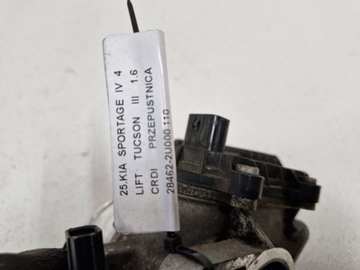 25.KIA SPORTAGE IV 4
LIFT TUCSON III 1.6
CRDI PRZEPUSTNICA
28462-2U000.110